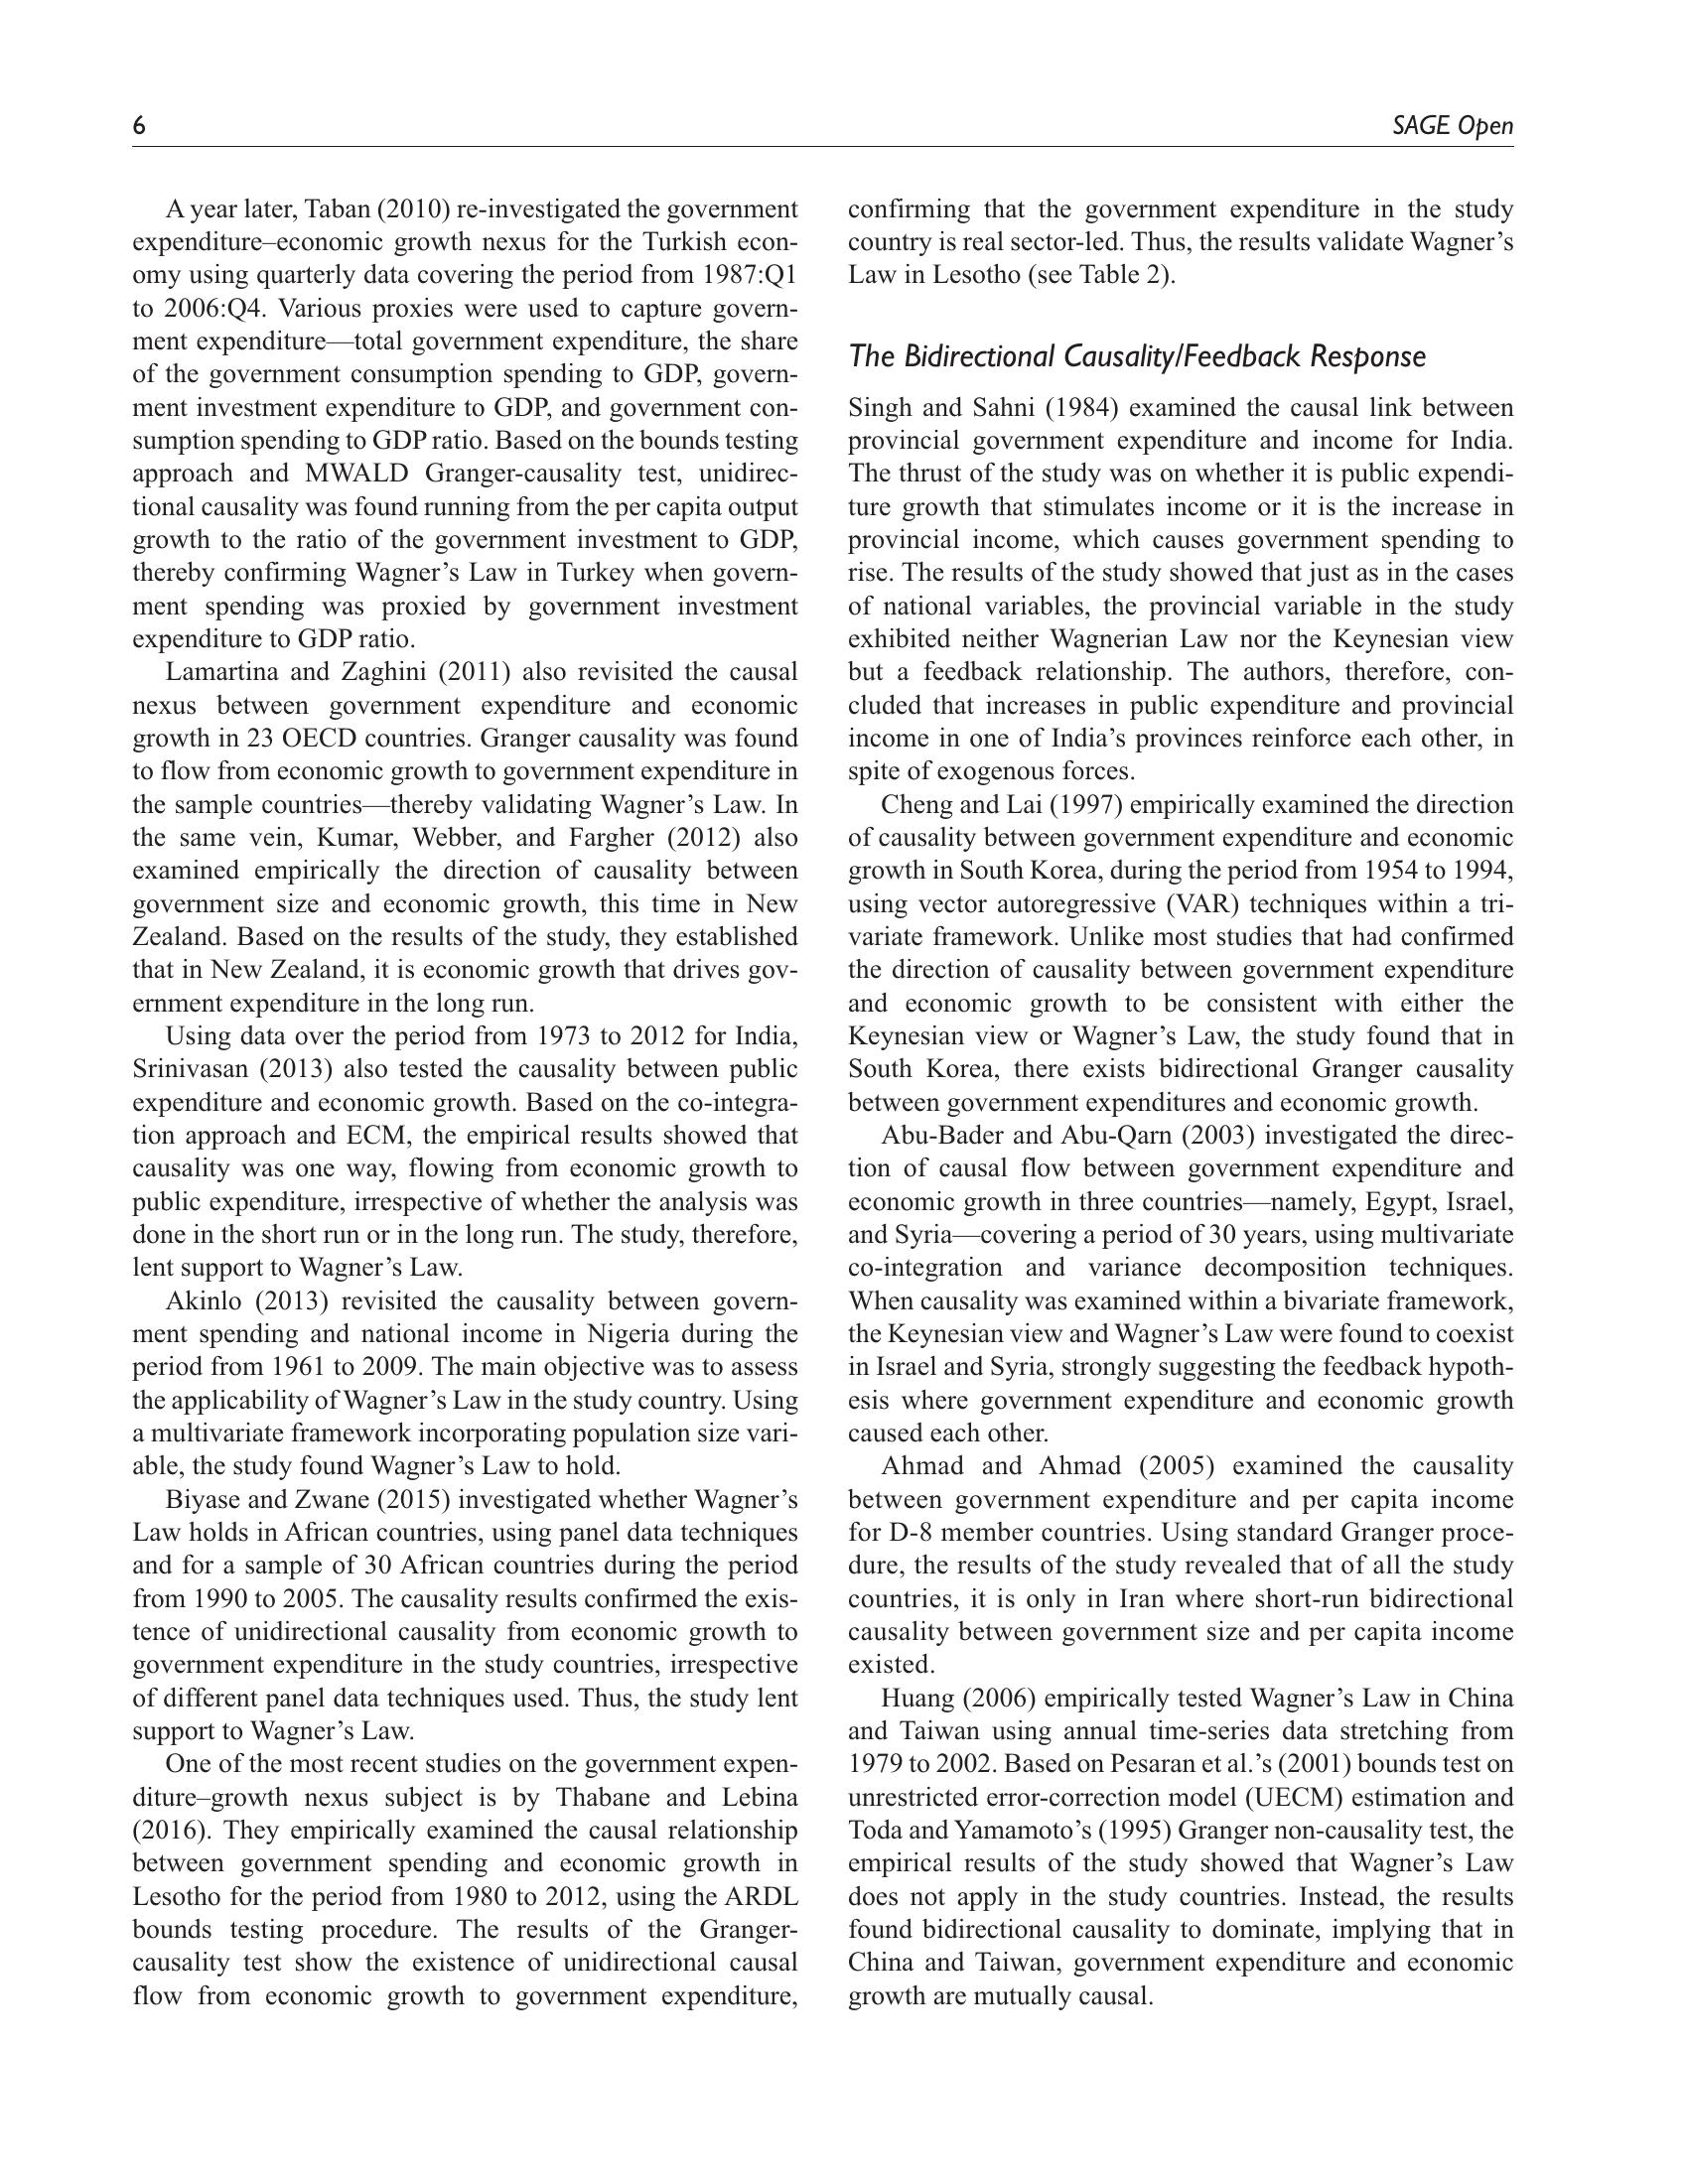 6
SAGE Open
A year later, Taban (2010) re-investigated the government
expenditure–economic growth nexus for the Turkish econ-
omy using quarterly data covering the period from 1987:Q1
to 2006:Q4. Various proxies were used to capture govern-
ment expenditure—total government expenditure, the share
of the government consumption spending to GDP, govern-
ment investment expenditure to GDP, and government con-
sumption spending to GDP ratio. Based on the bounds testing
approach and MWALD Granger-causality test, unidirec-
tional causality was found running from the per capita output
growth to the ratio of the government investment to GDP,
thereby confirming Wagner’s Law in Turkey when govern-
ment spending was proxied by government investment
expenditure to GDP ratio.
Lamartina and Zaghini (2011) also revisited the causal
nexus between government expenditure and economic
growth in 23 OECD countries. Granger causality was found
to flow from economic growth to government expenditure in
the sample countries—thereby validating Wagner’s Law. In
the same vein, Kumar, Webber, and Fargher (2012) also
examined empirically the direction of causality between
government size and economic growth, this time in New
Zealand. Based on the results of the study, they established
that in New Zealand, it is economic growth that drives gov-
ernment expenditure in the long run.
Using data over the period from 1973 to 2012 for India,
Srinivasan (2013) also tested the causality between public
expenditure and economic growth. Based on the co-integra-
tion approach and ECM, the empirical results showed that
causality was one way, flowing from economic growth to
public expenditure, irrespective of whether the analysis was
done in the short run or in the long run. The study, therefore,
lent support to Wagner’s Law.
Akinlo (2013) revisited the causality between govern-
ment spending and national income in Nigeria during the
period from 1961 to 2009. The main objective was to assess
the applicability of Wagner’s Law in the study country. Using
a multivariate framework incorporating population size vari-
able, the study found Wagner’s Law to hold.
Biyase and Zwane (2015) investigated whether Wagner’s
Law holds in African countries, using panel data techniques
and for a sample of 30 African countries during the period
from 1990 to 2005. The causality results confirmed the exis-
tence of unidirectional causality from economic growth to
government expenditure in the study countries, irrespective
of different panel data techniques used. Thus, the study lent
support to Wagner’s Law.
One of the most recent studies on the government expen-
diture–growth nexus subject is by Thabane and Lebina
(2016). They empirically examined the causal relationship
between government spending and economic growth in
Lesotho for the period from 1980 to 2012, using the ARDL
bounds testing procedure. The results of the Granger-
causality test show the existence of unidirectional causal
flow from economic growth to government expenditure,
confirming that the government expenditure in the study
country is real sector-led. Thus, the results validate Wagner’s
Law in Lesotho (see Table 2).
The Bidirectional Causality/Feedback Response
Singh and Sahni (1984) examined the causal link between
provincial government expenditure and income for India.
The thrust of the study was on whether it is public expendi-
ture growth that stimulates income or it is the increase in
provincial income, which causes government spending to
rise. The results of the study showed that just as in the cases
of national variables, the provincial variable in the study
exhibited neither Wagnerian Law nor the Keynesian view
but a feedback relationship. The authors, therefore, con-
cluded that increases in public expenditure and provincial
income in one of India’s provinces reinforce each other, in
spite of exogenous forces.
Cheng and Lai (1997) empirically examined the direction
of causality between government expenditure and economic
growth in South Korea, during the period from 1954 to 1994,
using vector autoregressive (VAR) techniques within a tri-
variate framework. Unlike most studies that had confirmed
the direction of causality between government expenditure
and economic growth to be consistent with either the
Keynesian view or Wagner’s Law, the study found that in
South Korea, there exists bidirectional Granger causality
between government expenditures and economic growth.
Abu-Bader and Abu-Qarn (2003) investigated the direc-
tion of causal flow between government expenditure and
economic growth in three countries—namely, Egypt, Israel,
and Syria—covering a period of 30 years, using multivariate
co-integration and variance decomposition techniques.
When causality was examined within a bivariate framework,
the Keynesian view and Wagner’s Law were found to coexist
in Israel and Syria, strongly suggesting the feedback hypoth-
esis where government expenditure and economic growth
caused each other.
Ahmad and Ahmad (2005) examined the causality
between government expenditure and per capita income
for D-8 member countries. Using standard Granger proce-
dure, the results of the study revealed that of all the study
countries, it is only in Iran where short-run bidirectional
causality between government size and per capita income
existed.
Huang (2006) empirically tested Wagner’s Law in China
and Taiwan using annual time-series data stretching from
1979 to 2002. Based on Pesaran et al.’s (2001) bounds test on
unrestricted error-correction model (UECM) estimation and
Toda and Yamamoto’s (1995) Granger non-causality test, the
empirical results of the study showed that Wagner’s Law
does not apply in the study countries. Instead, the results
found bidirectional causality to dominate, implying that in
China and Taiwan, government expenditure and economic
growth are mutually causal.